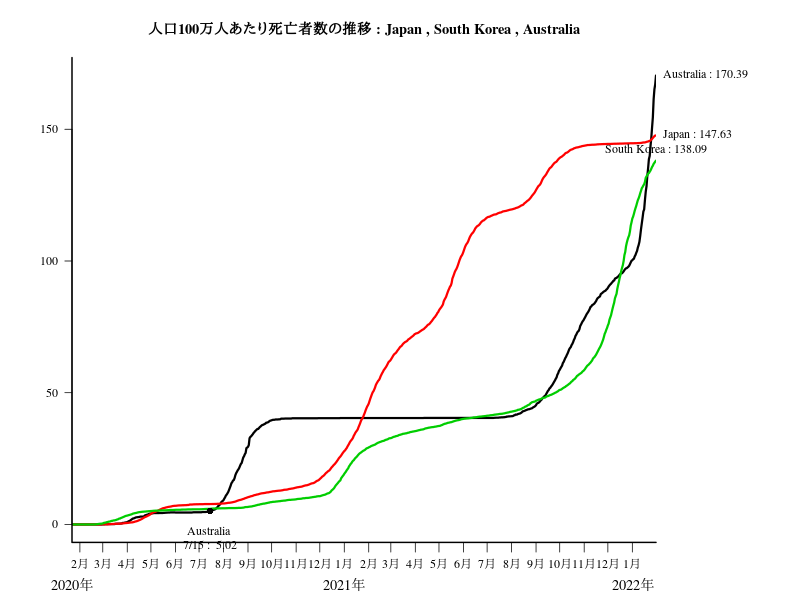 人口100万人あたり死亡者数の推移 : Japan , South Korea , Australia
Australia : 170.39
Japan : 147.63
South Korea : 138.09
150
100
50
0
Australia
7/15 : 5.02
2月 3月 4月 5月 6月 7月 8月 9月 10月 11月 12月 1月 2月 3月 4月 5月 6月 7月 8月 9月 10月 11月 12月 1月
2020年 2021年 2022年